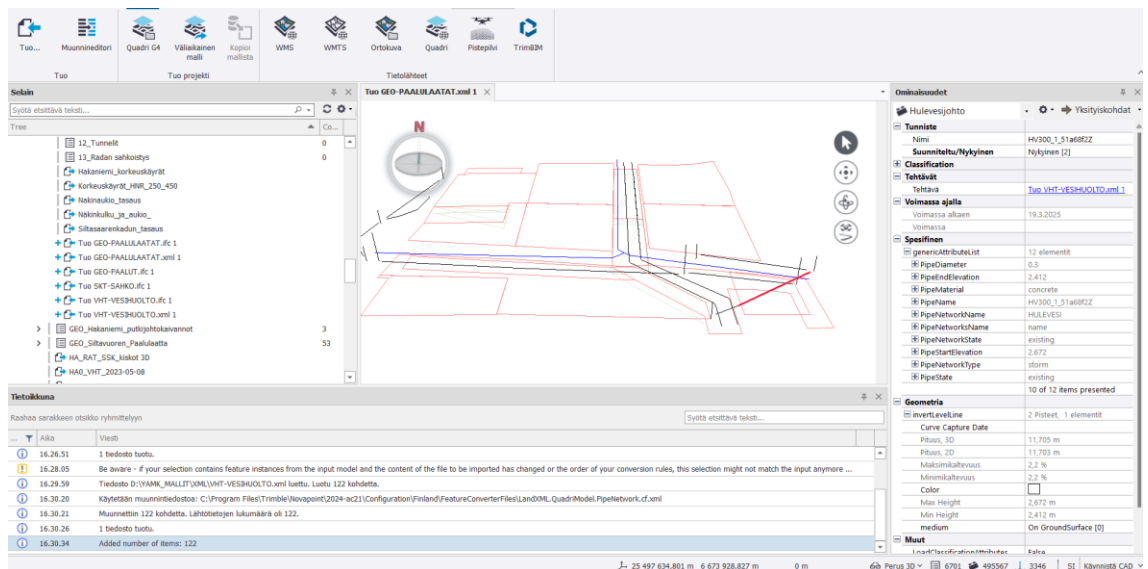 Tuo...
Muunnineditori
Quadri G4
Väliaikainen malli
Kopioi mallista
WMS
WMTS
Ortokuva
Quadri
Pistepilvi
TrimBIM
Tuo
Tuo projekti
Tietolähteet
Selain
Syötä etsittävä teksti...
Tree
Co...
12_Tunnelit 0
13_Radan sahkoistys 0
Hakaniemi_korkeuskäyrät
Korkeuskäyrät_HNR_250_450
Nakinaukio_tasaus
Näkinkulku_ja_aukio_
Siltasaarenkadun_tasaus
Tuo GEO-PAALULAATAT.ifc 1
Tuo GEO-PAALULAATAT.xml 1
Tuo GEO-PAALUT.ifc 1
Tuo SKT-SAHKO.ifc 1
Tuo VHT-VESIHUOLTO.ifc 1
Tuo VHT-VESIHUOLTO.xml 1
GEO_Hakaniemi_putkijohtokaivannot 3
GEO_Siltavuoren_Paalulaatta 53
HA_RAT_SSK_kiskot 3D
HA0_VHT_2023-05-08
Tuo GEO-PAALULAATAT.xml 1
N
Ominaisuudet
Hulevesijohto
Yksityiskohdat
Tunniste
Nimi HV300_1_51a68f2Z
Suunniteltu/Nykyinen Nykyinen [2]
Classification
Tehtävät
Tehtävä Tuo VHT-VESIHUOLTO.xml 1
Voimassa ajalla
Voimassa alkaen 19.3.2025
Voimassa
Spesifinen
genericAttributeList 12 elementit
PipeDiameter 0.3
PipeEndElevation 2.412
PipeMaterial concrete
PipeName HV300_1_51a68f2Z
PipeNetworkName HULEVESI
PipeNetworksName name
PipeNetworkState existing
PipeStartElevation 2.672
PipeNetworkType storm
PipeState existing
10 of 12 items presented
Geometria
invertLevelLine 2 Pisteet, 1 elementit
Curve Capture Date
Pituus, 3D 11,705 m
Pituus, 2D 11,703 m
Maksimikaltevuus 2,2 %
Minimikaltevuus 2,2 %
Color
Max Height 2,672 m
Min Height 2,412 m
medium On GroundSurface [0]
Muut
LoadClassificationAttributes False
Tietoikkuna
Raahaa sarakkeen otsikko ryhmittelyyn
Syötä etsittävä teksti...
... Aika Viesti
16.26.51 1 tiedosto tuotu.
16.28.05 Be aware - if your selection contains feature instances from the input model and the content of the file to be imported has changed or the order of your conversion rules, this selection might not match the input anymore ...
16.29.59 Tiedosto D:\YAMK_MALLIT\XML\VHT-VESIHUOLTO.xml luettu. Luotu 122 kohdetta.
16.30.20 Käytetään muunnintiedostoa: C:\Program Files\Trimble\Novapoint\2024-ac21\Configuration\Finland\FeatureConverterFiles\LandXML.QuadriModel.PipeNetwork.cf.xml
16.30.21 Muunnettiin 122 kohdetta. Lähtötietojen lukumäärä oli 122.
16.30.26 1 tiedosto tuotu.
16.30.34 Added number of items: 122
25 497 634.801 m 6 673 928.827 m 0 m Perus 3D 6701 495567 3346 SI Käynnistä CAD